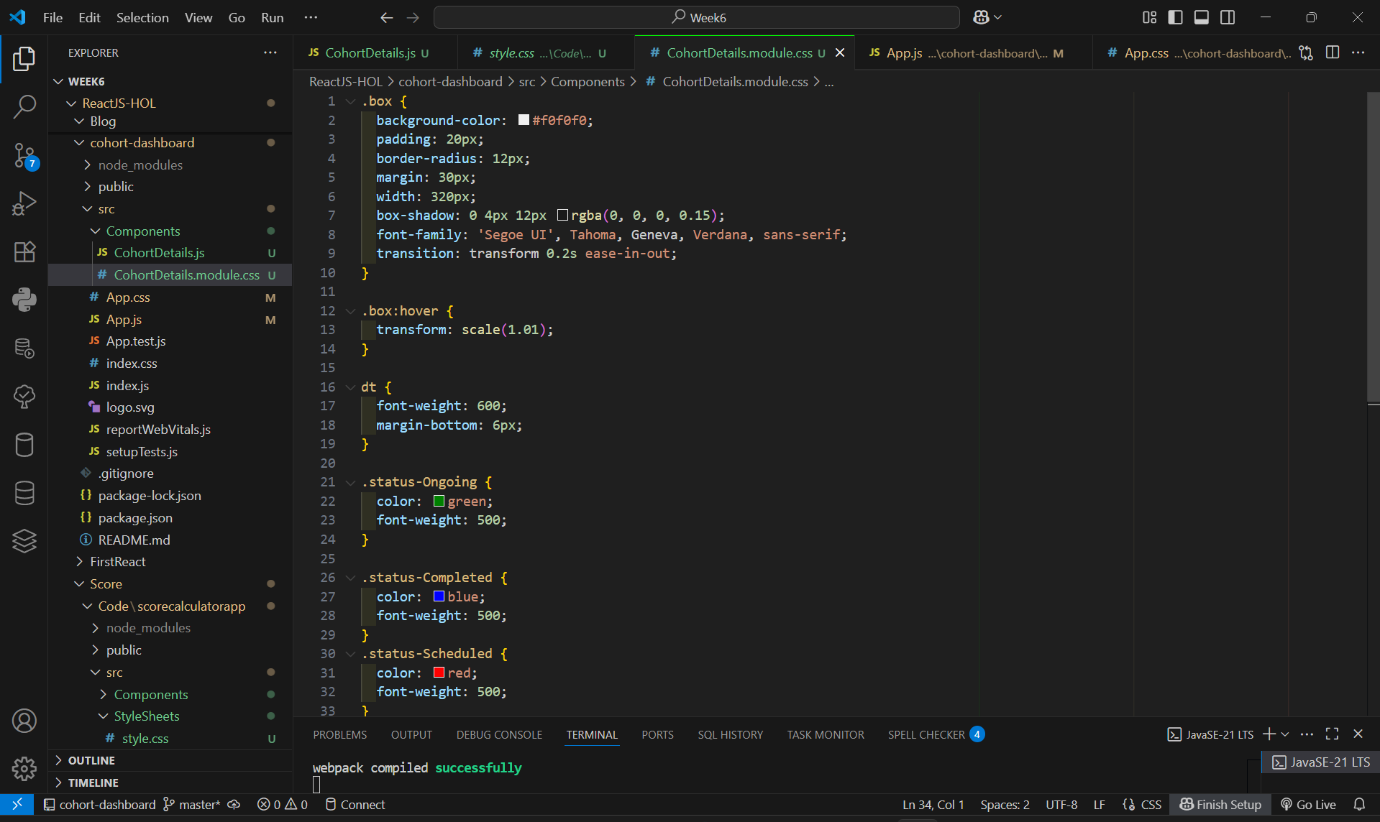 File Edit Selection View Go Run ··· Week6
EXPLORER ···
WEEK6
ReactJS-HOL
Blog
cohort-dashboard
node_modules
public
src
Components
JS CohortDetails.js U
# CohortDetails.module.css U
# App.css M
JS App.js M
JS App.test.js
# index.css
JS index.js
logo.svg
JS reportWebVitals.js
JS setupTests.js
.gitignore
{} package-lock.json
{} package.json
README.md
FirstReact
Score
Code\scorecalculatorapp
node_modules
public
src
Components
StyleSheets
# style.css U
OUTLINE
TIMELINE
7
JS CohortDetails.js U # style.css ...\Code\... U # CohortDetails.module.css U JS App.js ...\cohort-dashboard\... M # App.css ...\cohort-dashboard\.. ···
ReactJS-HOL > cohort-dashboard > src > Components > # CohortDetails.module.css > ...
1 .box {
2 background-color: #f0f0f0;
3 padding: 20px;
4 border-radius: 12px;
5 margin: 30px;
6 width: 320px;
7 box-shadow: 0 4px 12px rgba(0, 0, 0, 0.15);
8 font-family: 'Segoe UI', Tahoma, Geneva, Verdana, sans-serif;
9 transition: transform 0.2s ease-in-out;
10 }
11
12 .box:hover {
13 transform: scale(1.01);
14 }
15
16 dt {
17 font-weight: 600;
18 margin-bottom: 6px;
19 }
20
21 .status-Ongoing {
22 color: green;
23 font-weight: 500;
24 }
25
26 .status-Completed {
27 color: blue;
28 font-weight: 500;
29 }
30 .status-Scheduled {
31 color: red;
32 font-weight: 500;
33 }
PROBLEMS OUTPUT DEBUG CONSOLE TERMINAL PORTS SQL HISTORY TASK MONITOR SPELL CHECKER 4 JavaSE-21 LTS ···
webpack compiled successfully
JavaSE-21 LTS
cohort-dashboard master* 0 0 Connect Ln 34, Col 1 Spaces: 2 UTF-8 LF {} CSS Finish Setup Go Live